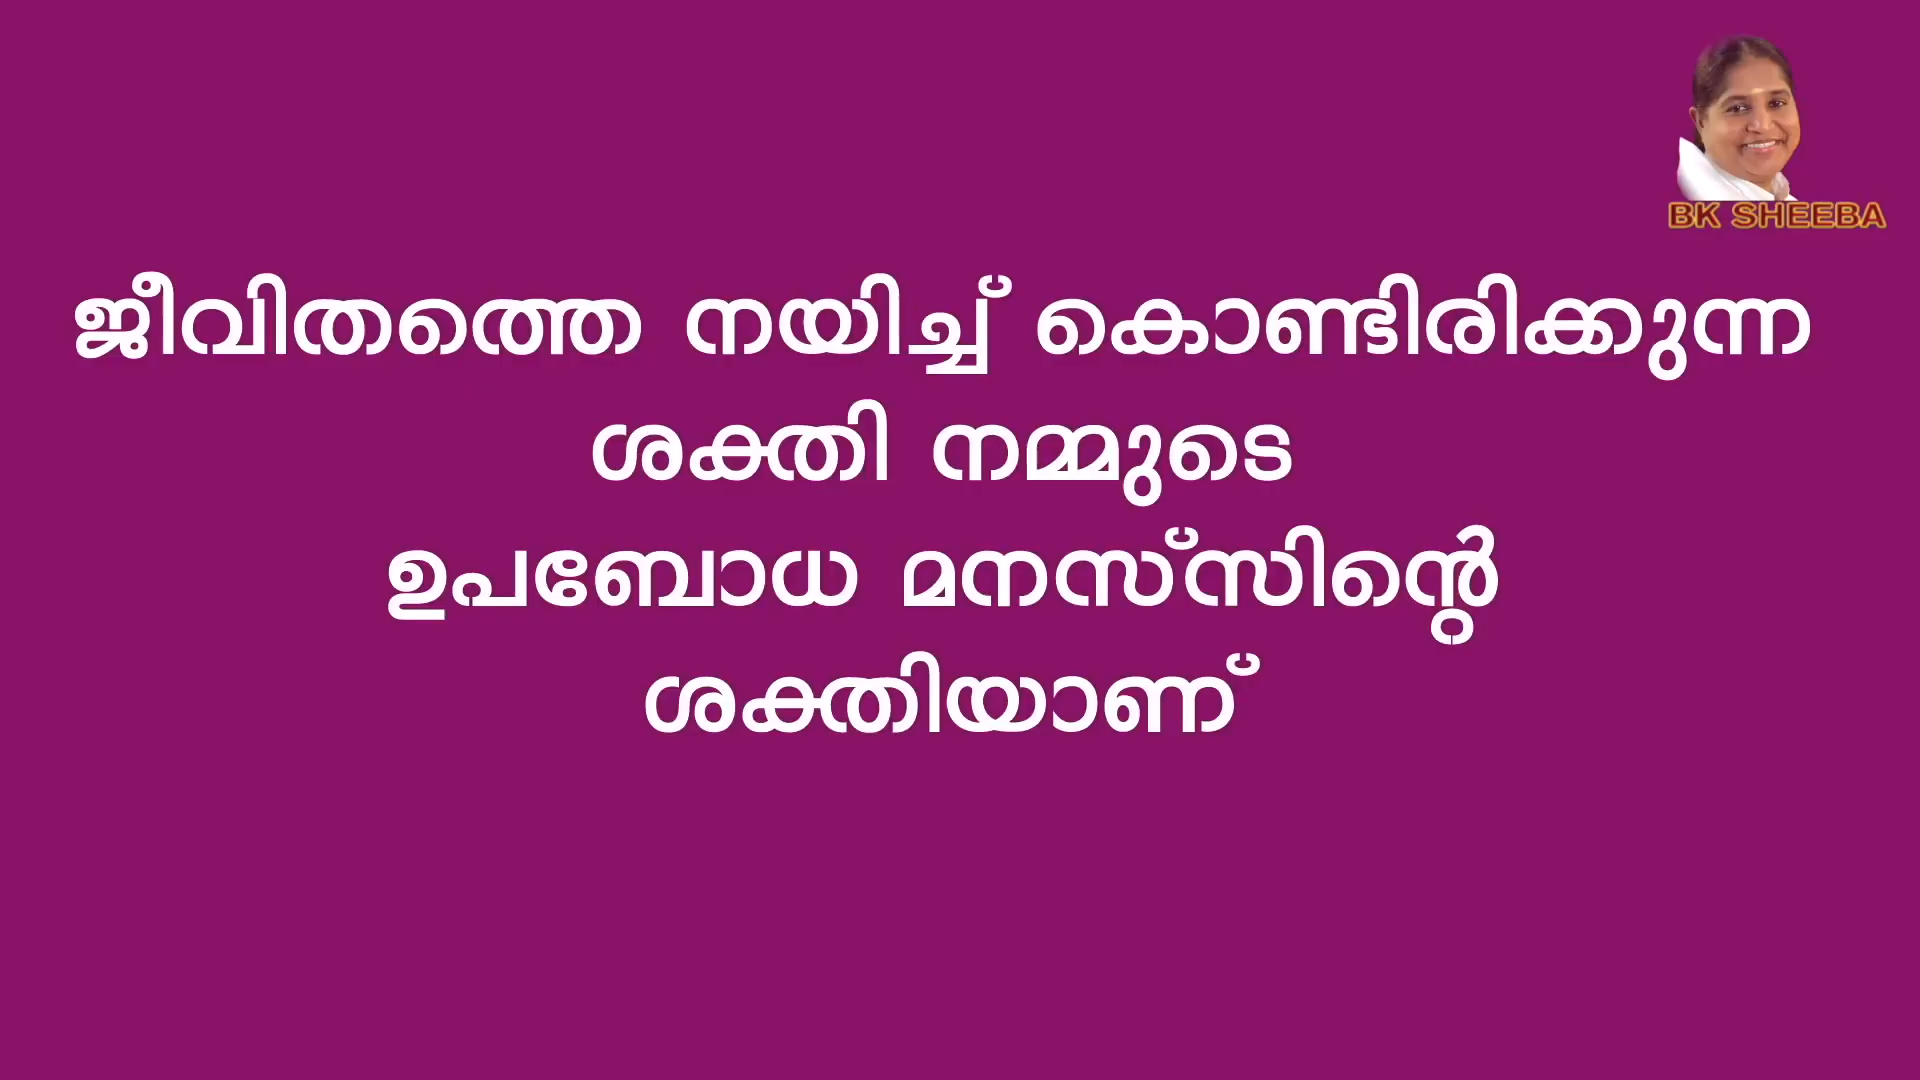 BK SHEEBA
ജീവിതത്തെ നയിച്ച് കൊണ്ടിരിക്കുന്ന
ശക്തി നമ്മുടെ
ഉപബോധ മനസ്സിന്റെ
ശക്തിയാണ്